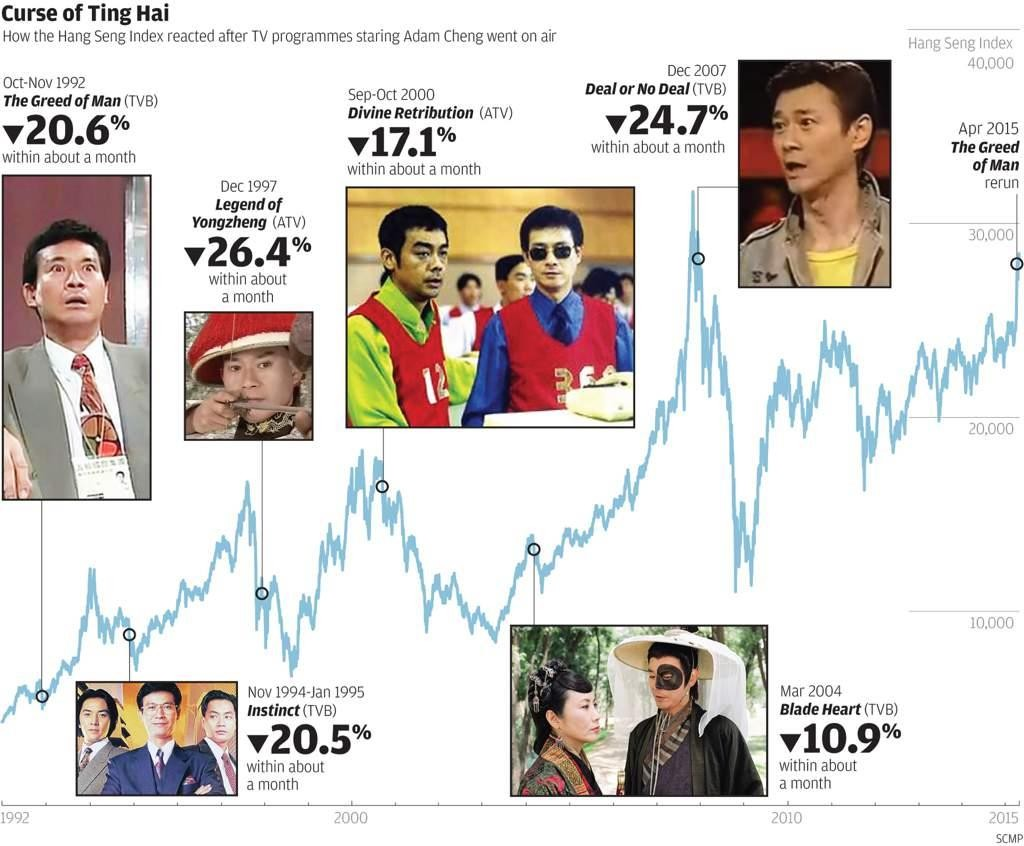 Curse of Ting Hai
How the Hang Seng Index reacted after TV programmes staring Adam Cheng went on air
Hang Seng Index
40,000
30,000
20,000
10,000
Oct-Nov 1992
The Greed of Man (TVB)
▼20.6%
within about a month
Dec 1997
Legend of
Yongzheng (ATV)
▼26.4%
within about
a month
Sep-Oct 2000
Divine Retribution (ATV)
▼17.1%
within about a month
12
Dec 2007
Deal or No Deal (TVB)
▼24.7%
within about a month
Apr 2015
The Greed
of Man
rerun
Nov 1994-Jan 1995
Instinct (TVB)
▼20.5%
within about
a month
Mar 2004
Blade Heart (TVB)
▼10.9%
within about
a month
1992
2000
2010
2015
SCMP